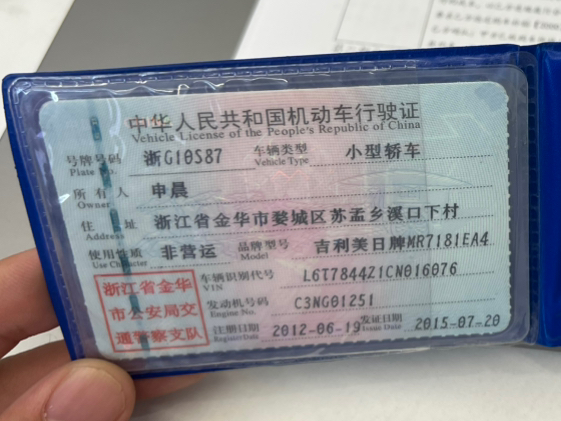 中华人民共和国机动车行驶证
Vehicle License of the People's Republic of China
号牌号码 浙G10S87 车辆类型 小型轿车
Plate No. Vehicle Type
所有人 申晨
Owner
住址 浙江省金华市婺城区苏孟乡溪口下村
Address
使用性质 非营运 品牌型号 吉利美日牌MR7181EA4
Use Character Model
浙江省金华
市公安局交
通警察支队
车辆识别代号 L6T7844Z1CN016076
VIN
发动机号码 C3NG01251
Engine No.
注册日期 2012-06-19 发证日期 2015-07-20
Register Date Issue Date